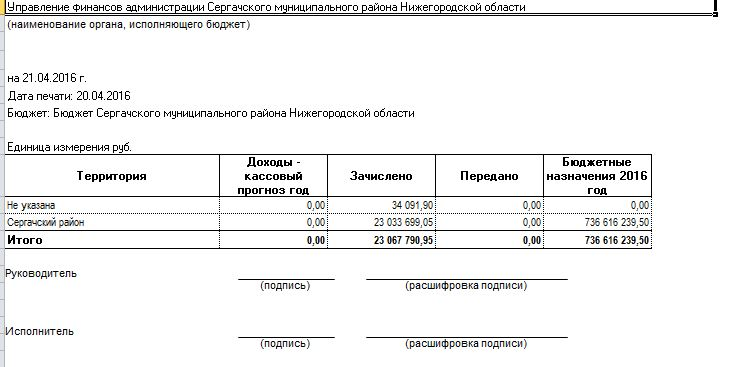 Управление финансов администрации Сергачского муниципального района Нижегородской области
(наименование органа, исполняющего бюджет)
на 21.04.2016 г.
Дата печати: 20.04.2016
Бюджет: Бюджет Сергачского муниципального района Нижегородской области
Единица измерения руб.
Территория Доходы - кассовый прогноз год Зачислено Передано Бюджетные назначения 2016 год
Не указана 0,00 34 091,90 0,00 0,00
Сергачский район 0,00 23 033 699,05 0,00 736 616 239,50
Итого 0,00 23 067 790,95 0,00 736 616 239,50
Руководитель
(подпись) (расшифровка подписи)
Исполнитель
(подпись) (расшифровка подписи)